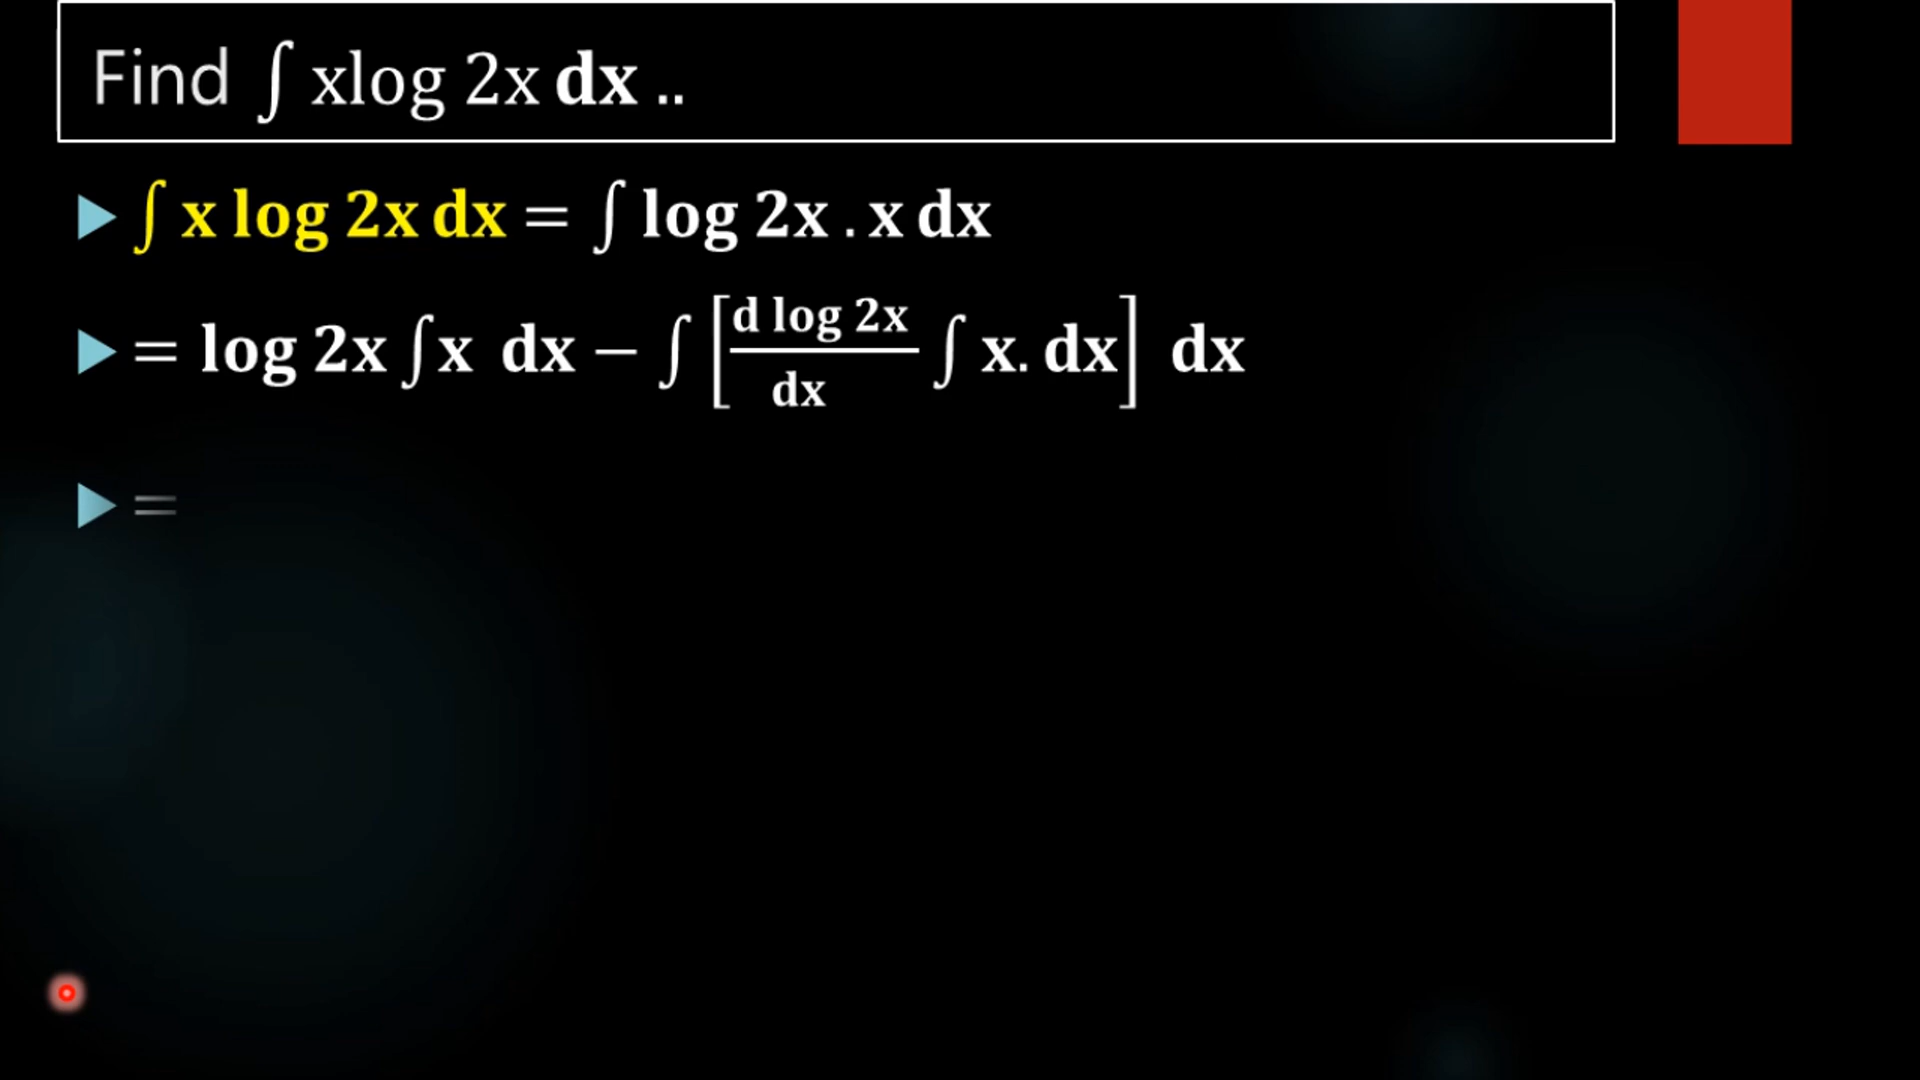 Find ∫ xlog 2x dx ..
∫ x log 2x dx = ∫ log 2x . x dx
= log 2x ∫x dx − ∫ [d log 2x / dx ∫ x. dx] dx
=